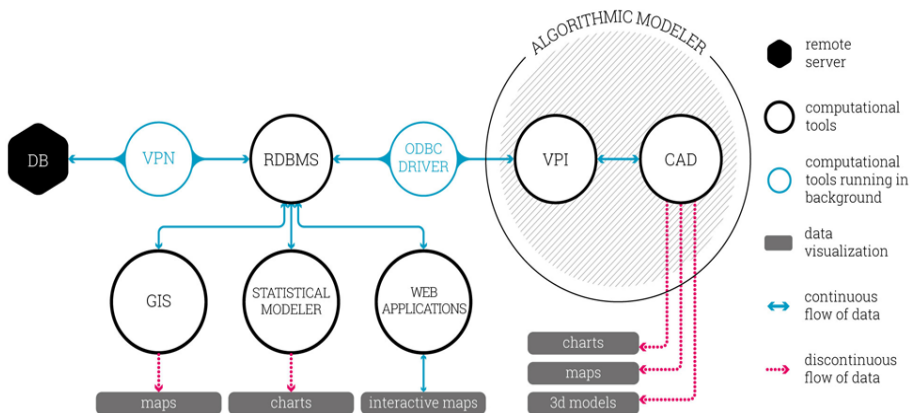 ALGORITHMIC MODELER
DB
VPN
RDBMS
ODBC
DRIVER
VPI
CAD
GIS
STATISTICAL
MODELER
WEB
APPLICATIONS
maps
charts
interactive maps
charts
maps
3d models
remote
server
computational
tools
computational
tools running in
background
data
visualization
continuous
flow of data
discontinuous
flow of data